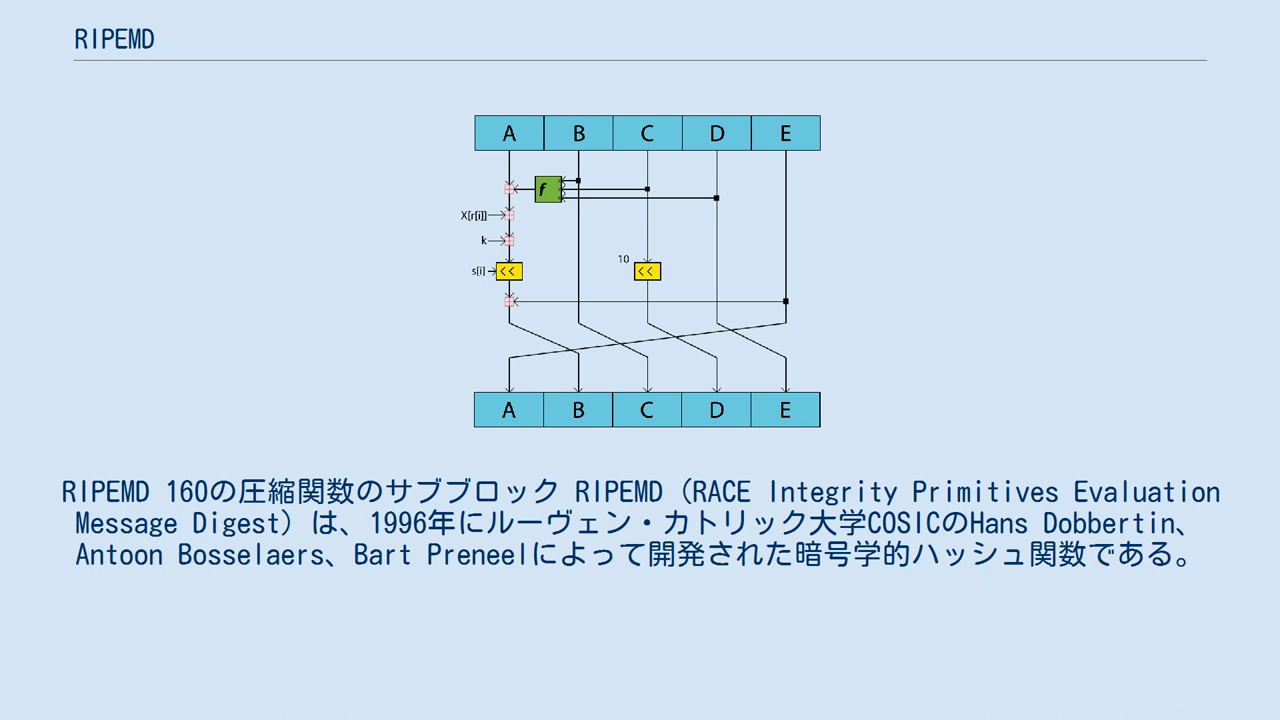 RIPEMD
A B C D E
f
X[r[i]]
k
10
s[i] << <<
A B C D E
RIPEMD 160の圧縮関数のサブブロック RIPEMD（RACE Integrity Primitives Evaluation
Message Digest）は、1996年にルーヴェン・カトリック大学COSICのHans Dobbertin、
Antoon Bosselaers、Bart Preneelによって開発された暗号学的ハッシュ関数である。